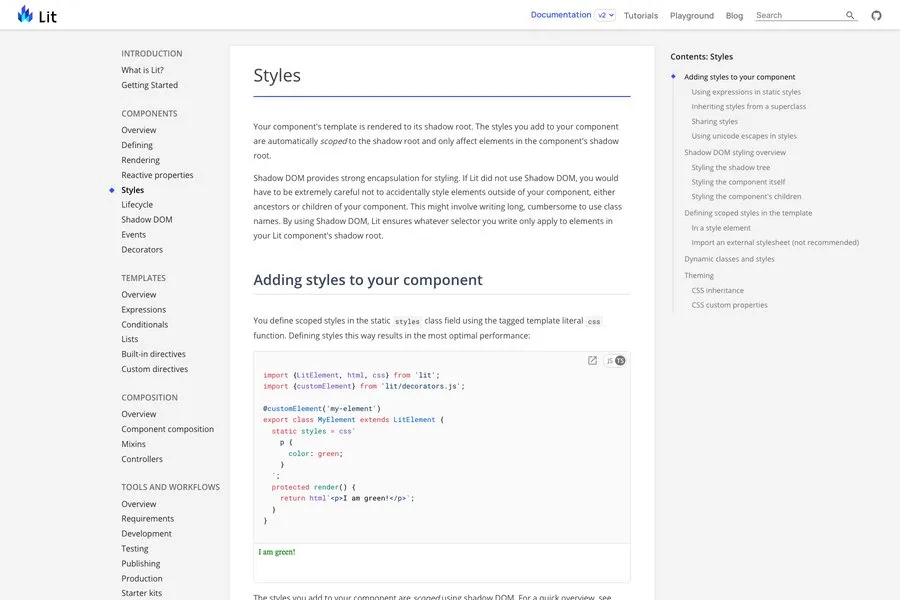 Lit
Documentation v2 Tutorials Playground Blog Search
INTRODUCTION
What is Lit?
Getting Started
COMPONENTS
Overview
Defining
Rendering
Reactive properties
Styles
Lifecycle
Shadow DOM
Events
Decorators
TEMPLATES
Overview
Expressions
Conditionals
Lists
Built-in directives
Custom directives
COMPOSITION
Overview
Component composition
Mixins
Controllers
TOOLS AND WORKFLOWS
Overview
Requirements
Development
Testing
Publishing
Production
Starter kits
Styles
Your component's template is rendered to its shadow root. The styles you add to your component
are automatically scoped to the shadow root and only affect elements in the component's shadow
root.
Shadow DOM provides strong encapsulation for styling. If Lit did not use Shadow DOM, you would
have to be extremely careful not to accidentally style elements outside of your component, either
ancestors or children of your component. This might involve writing long, cumbersome to use class
names. By using Shadow DOM, Lit ensures whatever selector you write only apply to elements in
your Lit component's shadow root.
Adding styles to your component
You define scoped styles in the static styles class field using the tagged template literal css
function. Defining styles this way results in the most optimal performance:
JS TS
import {LitElement, html, css} from 'lit';
import {customElement} from 'lit/decorators.js';
@customElement('my-element')
export class MyElement extends LitElement {
static styles = css`
p {
color: green;
}
`;
protected render() {
return html`<p>I am green!</p>`;
}
}
I am green!
The styles you add to your component are scoped using shadow DOM. For a quick overview, see
Contents: Styles
Adding styles to your component
Using expressions in static styles
Inheriting styles from a superclass
Sharing styles
Using unicode escapes in styles
Shadow DOM styling overview
Styling the shadow tree
Styling the component itself
Styling the component's children
Defining scoped styles in the template
In a style element
Import an external stylesheet (not recommended)
Dynamic classes and styles
Theming
CSS inheritance
CSS custom properties